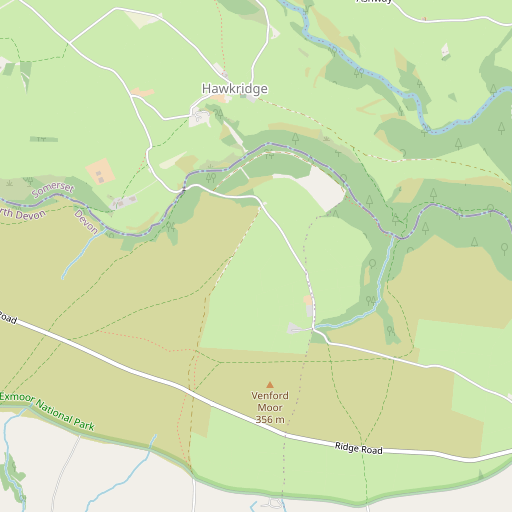 Hawkridge
Somerset
Devon
rth Devon
Road
Exmoor National Park
Venford
Moor
356 m
Ridge Road